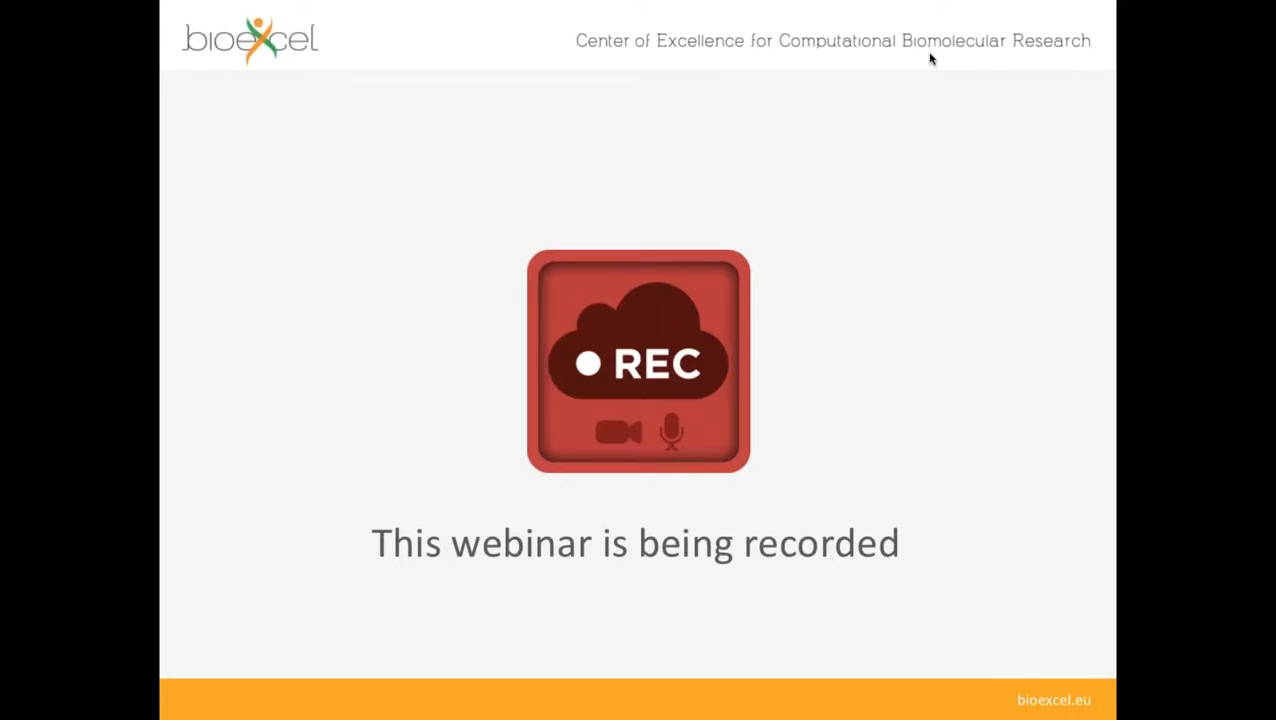 bioexcel
Center of Excellence for Computational Biomolecular Research
REC
This webinar is being recorded
bioexcel.eu